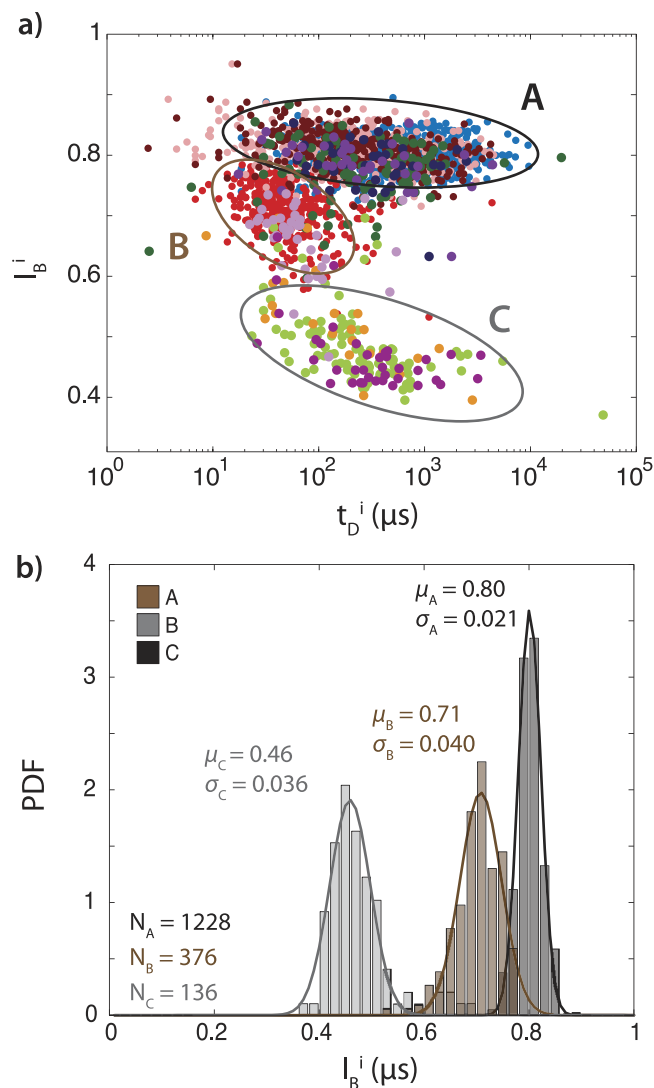 a)
1
0.8
0.6
0.4
I_B^i
A
B
C
10^0 10^1 10^2 10^3 10^4 10^5
t_D^i (μs)
b)
4
3
2
1
0
PDF
A
B
C
μ_A = 0.80
σ_A = 0.021
μ_B = 0.71
σ_B = 0.040
μ_C = 0.46
σ_C = 0.036
N_A = 1228
N_B = 376
N_C = 136
0 0.2 0.4 0.6 0.8 1
I_B^i (μs)